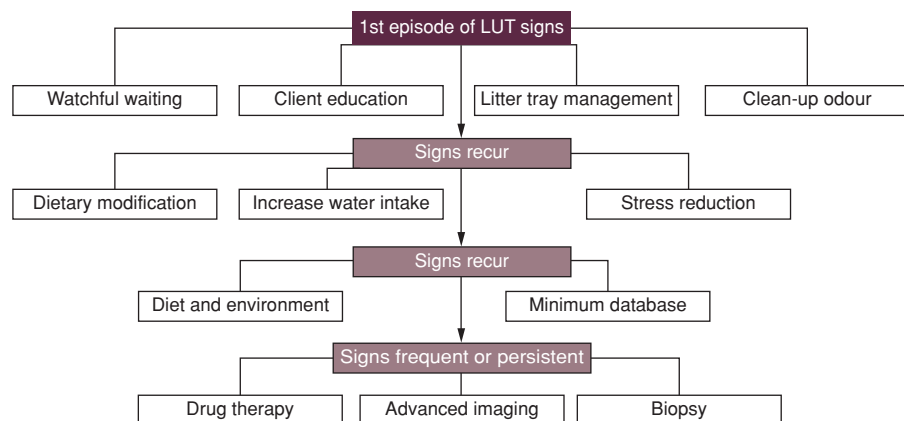 1st episode of LUT signs
Watchful waiting
Client education
Litter tray management
Clean-up odour
Signs recur
Dietary modification
Increase water intake
Stress reduction
Signs recur
Diet and environment
Minimum database
Signs frequent or persistent
Drug therapy
Advanced imaging
Biopsy